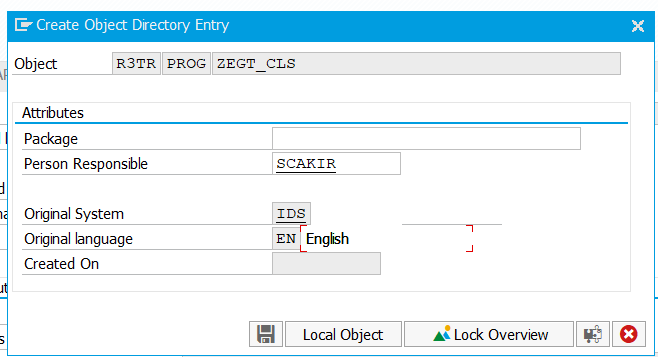 Create Object Directory Entry
Object R3TR PROG ZEGT_CLS
Attributes
Package
Person Responsible SCAKIR
Original System IDS
Original language EN English
Created On
Local Object Lock Overview